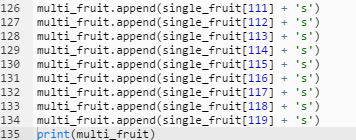 126 multi_fruit.append(single_fruit[111] + 's')
127 multi_fruit.append(single_fruit[112] + 's')
128 multi_fruit.append(single_fruit[113] + 's')
129 multi_fruit.append(single_fruit[114] + 's')
130 multi_fruit.append(single_fruit[115] + 's')
131 multi_fruit.append(single_fruit[116] + 's')
132 multi_fruit.append(single_fruit[117] + 's')
133 multi_fruit.append(single_fruit[118] + 's')
134 multi_fruit.append(single_fruit[119] + 's')
135 print(multi_fruit)